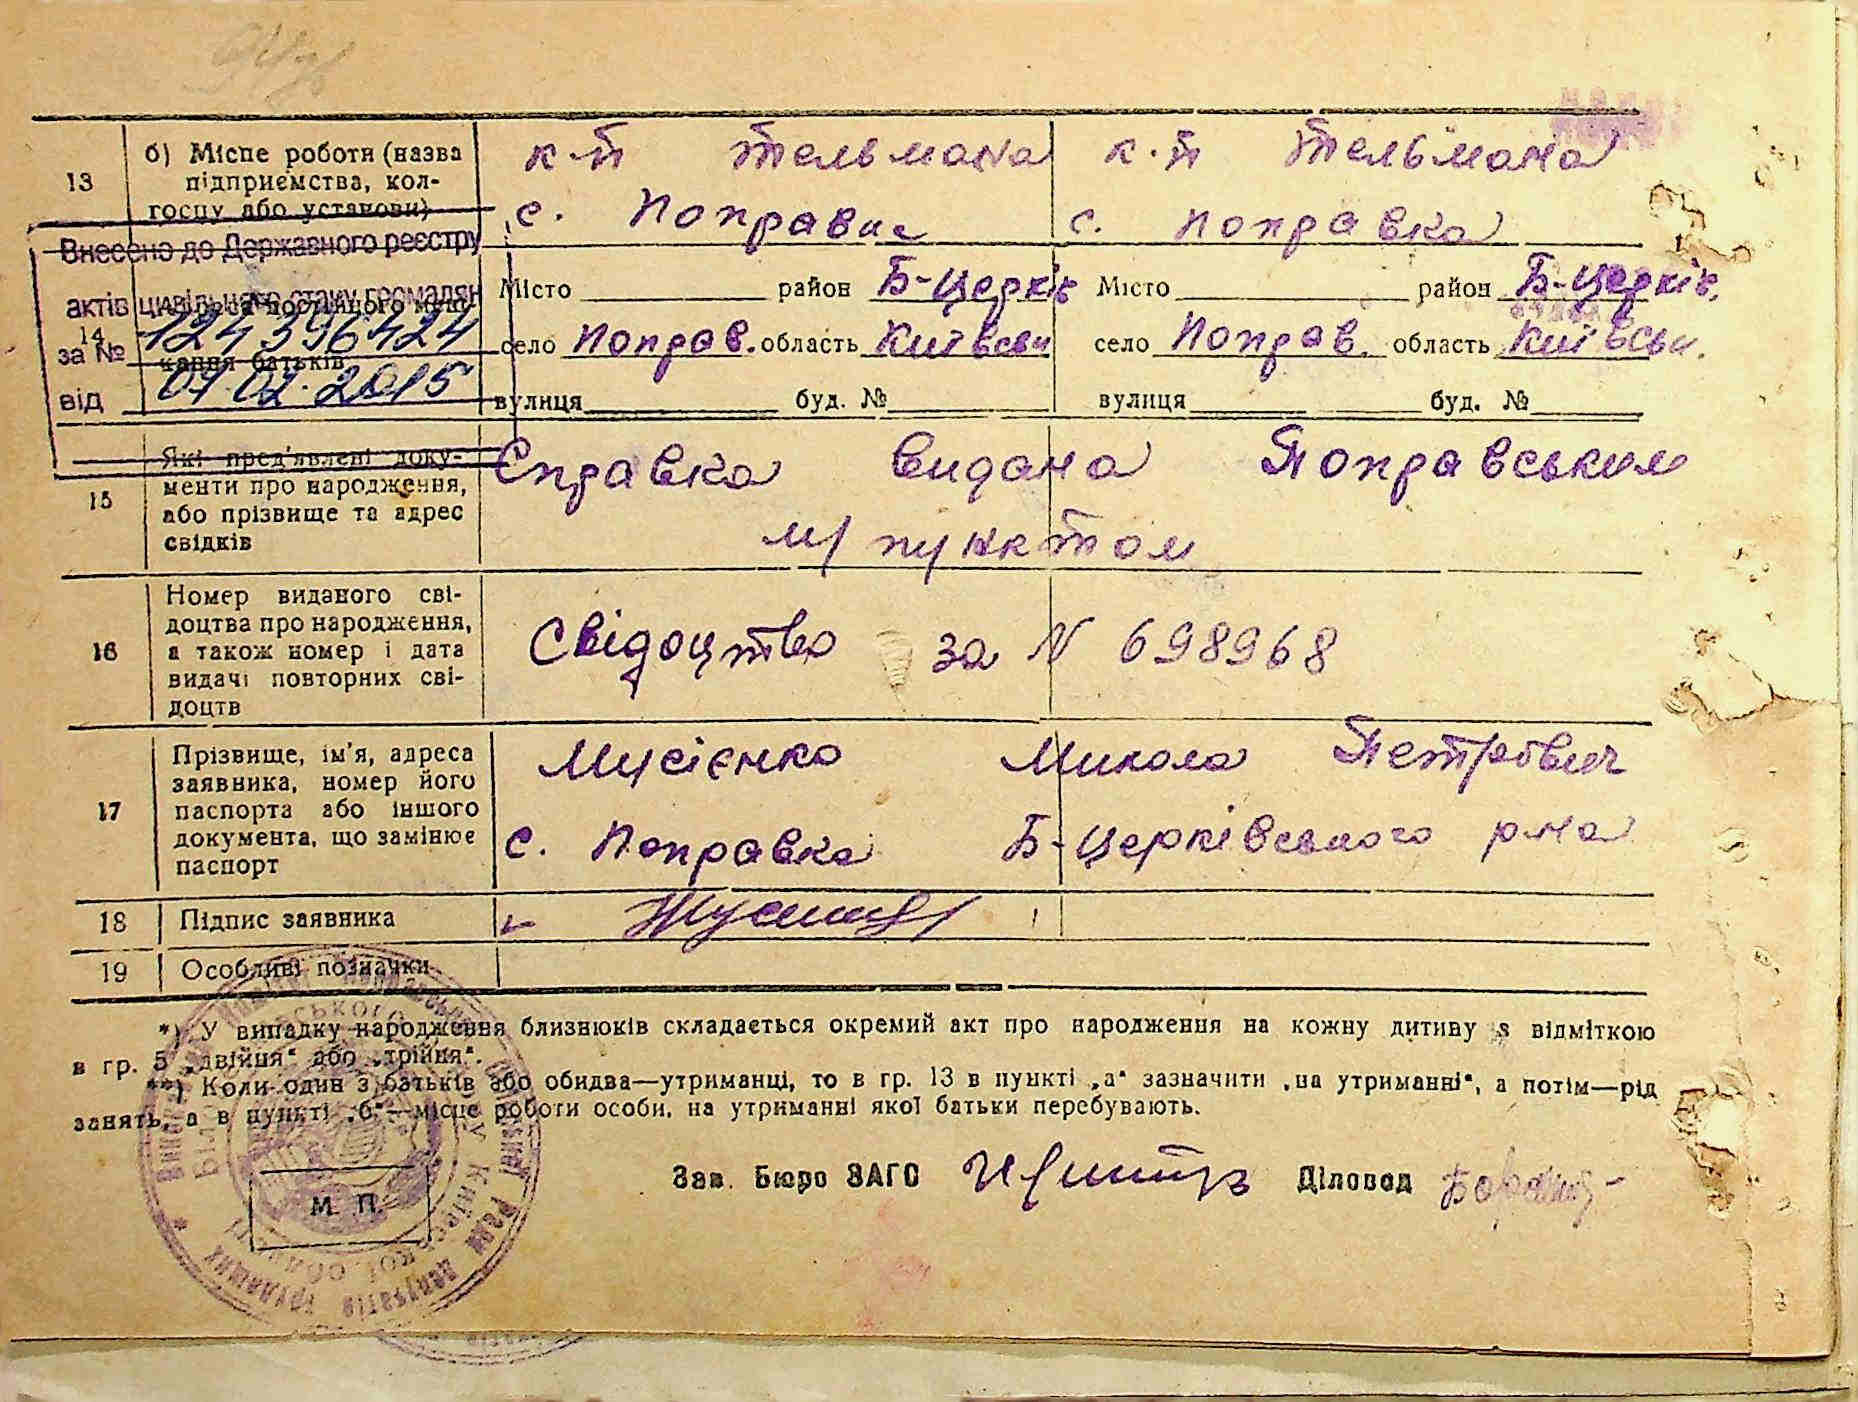 13 б) Місце роботи (назва підприємства, колгоспу або установи)
к-п Тельмана
с. Поправка
к.п Тельмана
с. Поправка
Внесено до Державного реєстру
актів цивільного стану громадян
за № 124396424
від
14
Місто район Б-Церків
село Поправ. область Київськ
вулиця буд. №
Місто район Б-Церків.
село Поправ. область Київськ.
вулиця буд. №
15 Які пред'явлені документи про народження, або прізвище та адрес свідків
Справка видана Поправським
м/пунктом
16 Номер виданого свідоцтва про народження, а також номер і дата видачі повторних свідоцтв
Свідоцтво за N 698968
17 Прізвище, ім'я, адреса заявника, номер його паспорта або іншого документа, що замінює паспорт
Мусієнко Микола Петрович
с. Поправка Б-Церківського р-на
18 Підпис заявника
19 Особливі позначки
*) У випадку народження близнюків складається окремий акт про народження на кожну дитину з відміткою
в гр. 5 „двійня“ або „трійня“.
**) Коли один з батьків або обидва—утриманці, то в гр. 13 в пункті „а“ зазначити „на утриманні“, а потім—рід
занять, а в пункті „б“—місце роботи особи, на утриманні якої батьки перебувають.
Зав. Бюро ЗАГС Діловод
М. П.